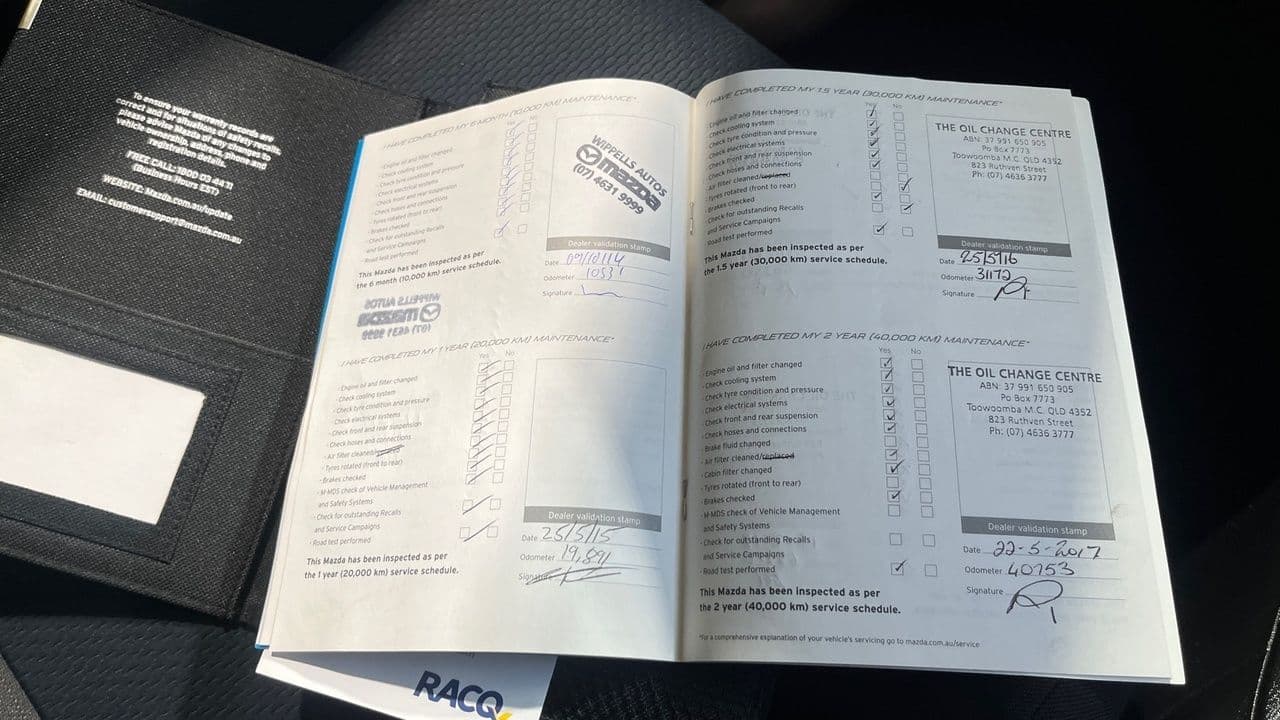 To ensure your warranty records are
correct and for situations of safety recalls,
please advise Mazda of any changes to
vehicle ownership, address, phone and
registration details.
FREE CALL: 1800 03 44 11
(Business Hours EST)
WEBSITE: Mazda.com.au/update
EMAIL: customersupport@mazda.com.au
I HAVE COMPLETED MY 6 MONTH (10,000 KM) MAINTENANCE*
Yes No
- Engine oil and filter changed
- Check cooling system
- Check tyre condition and pressure
- Check electrical systems
- Check front and rear suspension
- Check hoses and connections
- Tyres rotated (front to rear)
- Brakes checked
- Check for outstanding Recalls
and Service Campaigns
- Road test performed
This Mazda has been inspected as per
the 6 month (10,000 km) service schedule.
WIPPELLS AUTOS
mazda
(07) 4631 9999
Dealer validation stamp
Date 09/12/14
Odometer 10531
Signature
WIPPELLS AUTOS
mazda
(07) 4631 9999
I HAVE COMPLETED MY 1 YEAR (20,000 KM) MAINTENANCE*
Yes No
- Engine oil and filter changed
- Check cooling system
- Check tyre condition and pressure
- Check electrical systems
- Check front and rear suspension
- Check hoses and connections
- Air filter cleaned/replaced
- Tyres rotated (front to rear)
- Brakes checked
- M-MDS check of Vehicle Management
and Safety Systems
- Check for outstanding Recalls
and Service Campaigns
- Road test performed
This Mazda has been inspected as per
the 1 year (20,000 km) service schedule.
Dealer validation stamp
Date 25/5/15
Odometer 19,891
Signature
I HAVE COMPLETED MY 1.5 YEAR (30,000 KM) MAINTENANCE*
Yes No
- Engine oil and filter changed
- Check cooling system
- Check tyre condition and pressure
- Check electrical systems
- Check front and rear suspension
- Check hoses and connections
- Air filter cleaned/replaced
- Tyres rotated (front to rear)
- Brakes checked
- Check for outstanding Recalls
and Service Campaigns
- Road test performed
This Mazda has been inspected as per
the 1.5 year (30,000 km) service schedule.
THE OIL CHANGE CENTRE
ABN: 37 991 650 905
Po Box 7773
Toowoomba M.C. QLD 4352
823 Ruthven Street
Ph: (07) 4636 3777
Dealer validation stamp
Date 25/5/16
Odometer 31172
Signature
I HAVE COMPLETED MY 2 YEAR (40,000 KM) MAINTENANCE*
Yes No
- Engine oil and filter changed
- Check cooling system
- Check tyre condition and pressure
- Check electrical systems
- Check front and rear suspension
- Check hoses and connections
- Brake fluid changed
- Air filter cleaned/replaced
- Cabin filter changed
- Tyres rotated (front to rear)
- Brakes checked
- M-MDS check of Vehicle Management
and Safety Systems
- Check for outstanding Recalls
and Service Campaigns
- Road test performed
This Mazda has been inspected as per
the 2 year (40,000 km) service schedule.
THE OIL CHANGE CENTRE
ABN: 37 991 650 905
Po Box 7773
Toowoomba M.C. QLD 4352
823 Ruthven Street
Ph: (07) 4636 3777
Dealer validation stamp
Date 22-5-2017
Odometer 40753
Signature
*For a comprehensive explanation of your vehicle's servicing go to mazda.com.au/service
RACQ